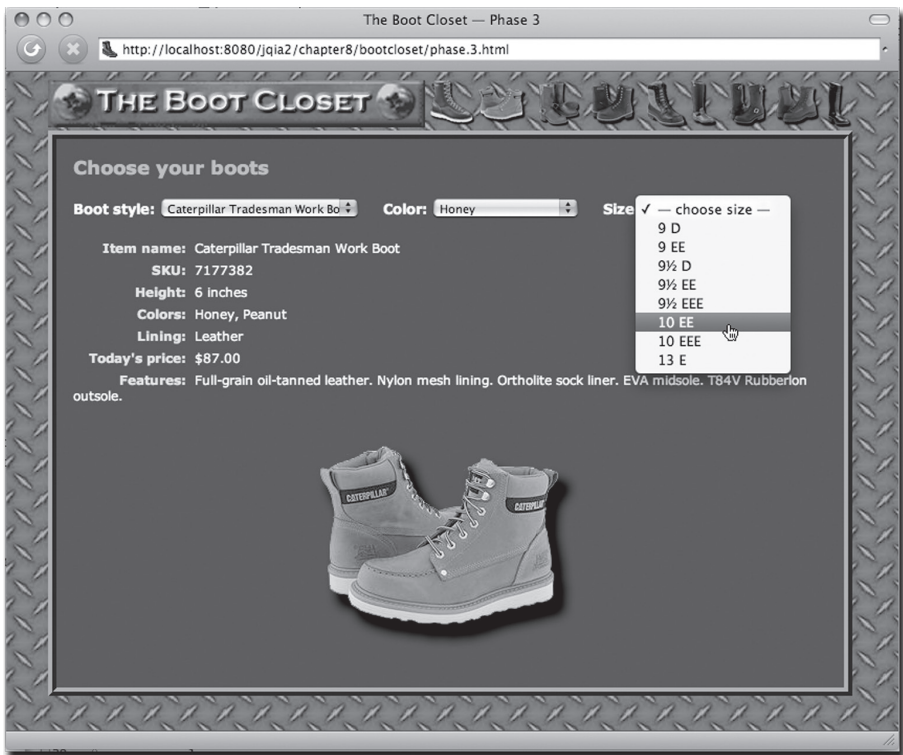 The Boot Closet — Phase 3
http://localhost:8080/jqia2/chapter8/bootcloset/phase.3.html
THE BOOT CLOSET
Choose your boots
Boot style: Caterpillar Tradesman Work Bo Color: Honey Size
✓ — choose size —
9 D
9 EE
9½ D
9½ EE
9½ EEE
10 EE
10 EEE
13 E
Item name: Caterpillar Tradesman Work Boot
SKU: 7177382
Height: 6 inches
Colors: Honey, Peanut
Lining: Leather
Today's price: $87.00
Features: Full-grain oil-tanned leather. Nylon mesh lining. Ortholite sock liner. EVA midsole. T84V Rubberlon
outsole.
CATERPILLAR
CATERPILLAR